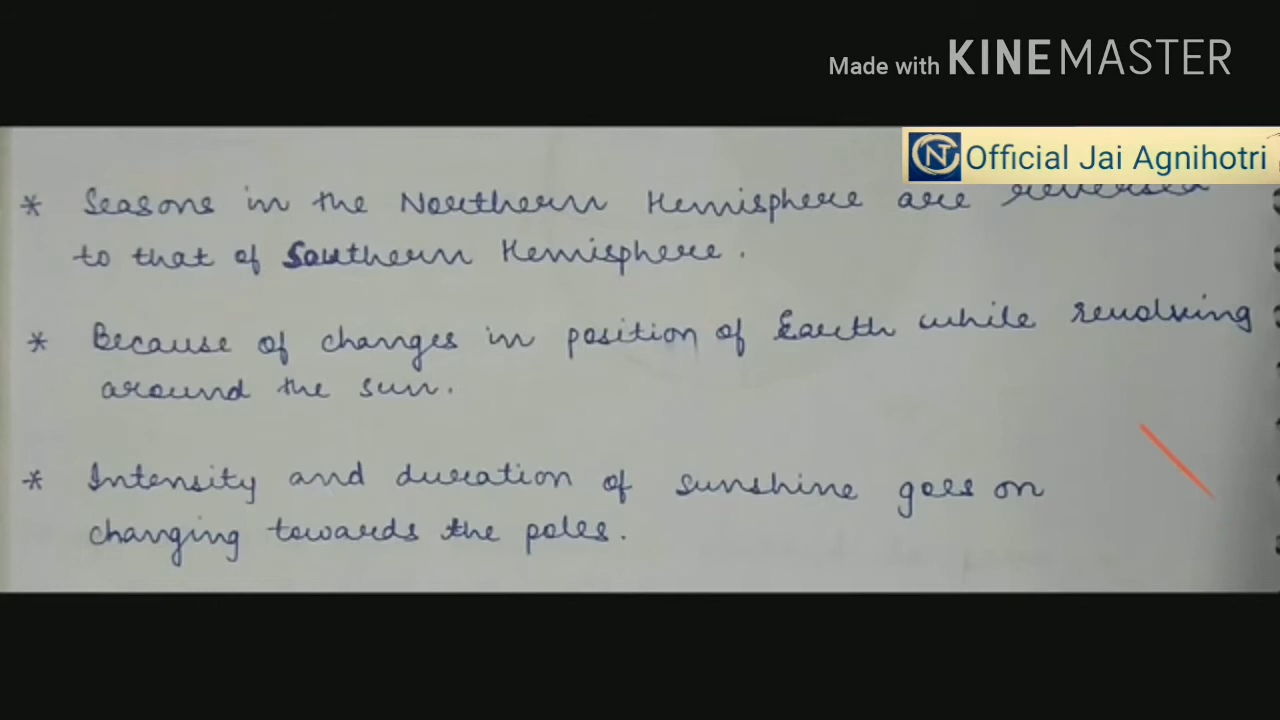 Made with KINEMASTER
Official Jai Agnihotri
* Seasons in the Northern Hemisphere are reversed
to that of Southern Hemisphere.
* Because of changes in position of Earth while revolving
around the sun.
* Intensity and duration of sunshine goes on
changing towards the poles.